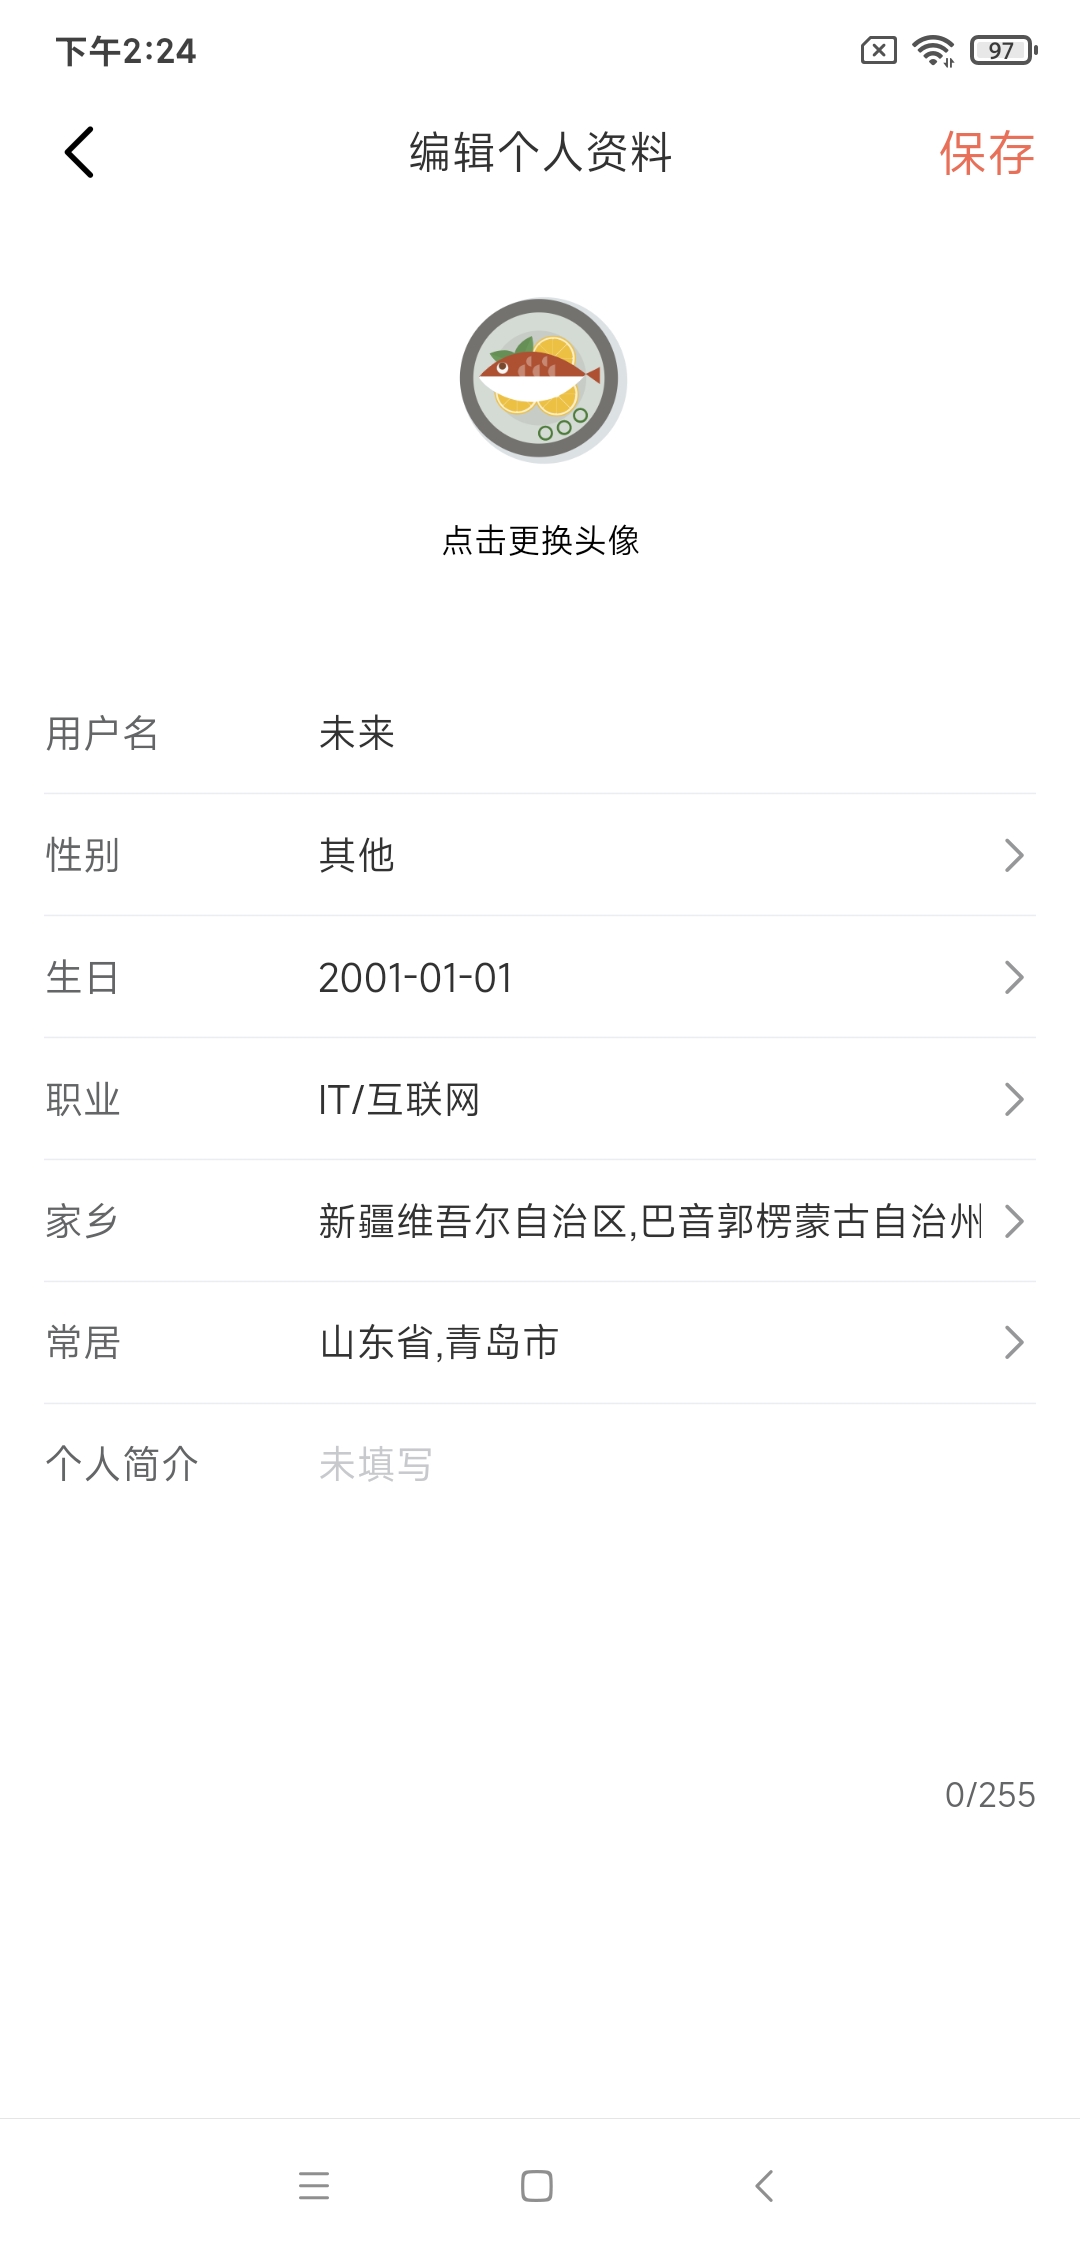 下午2:24
97
编辑个人资料
保存
点击更换头像
用户名 未来
性别 其他
生日 2001-01-01
职业 IT/互联网
家乡 新疆维吾尔自治区,巴音郭楞蒙古自治州
常居 山东省,青岛市
个人简介 未填写
0/255